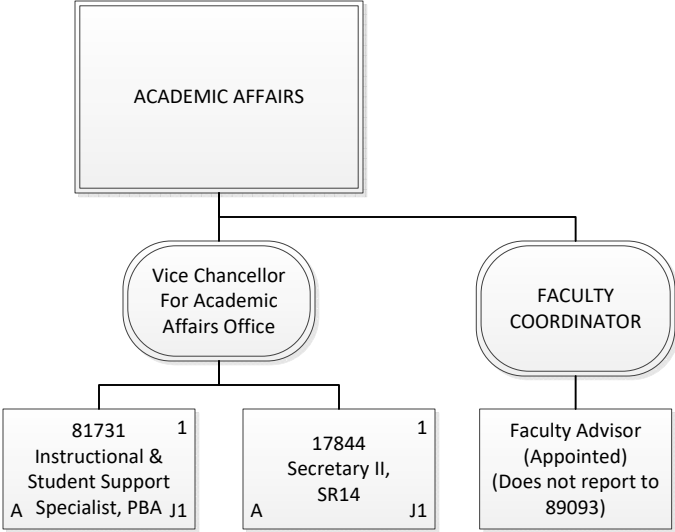 ACADEMIC AFFAIRS
Vice Chancellor
For Academic
Affairs Office
FACULTY
COORDINATOR
81731 1
Instructional &
Student Support
A Specialist, PBA J1
1
17844
Secretary II,
SR14
A J1
Faculty Advisor
(Appointed)
(Does not report to
89093)